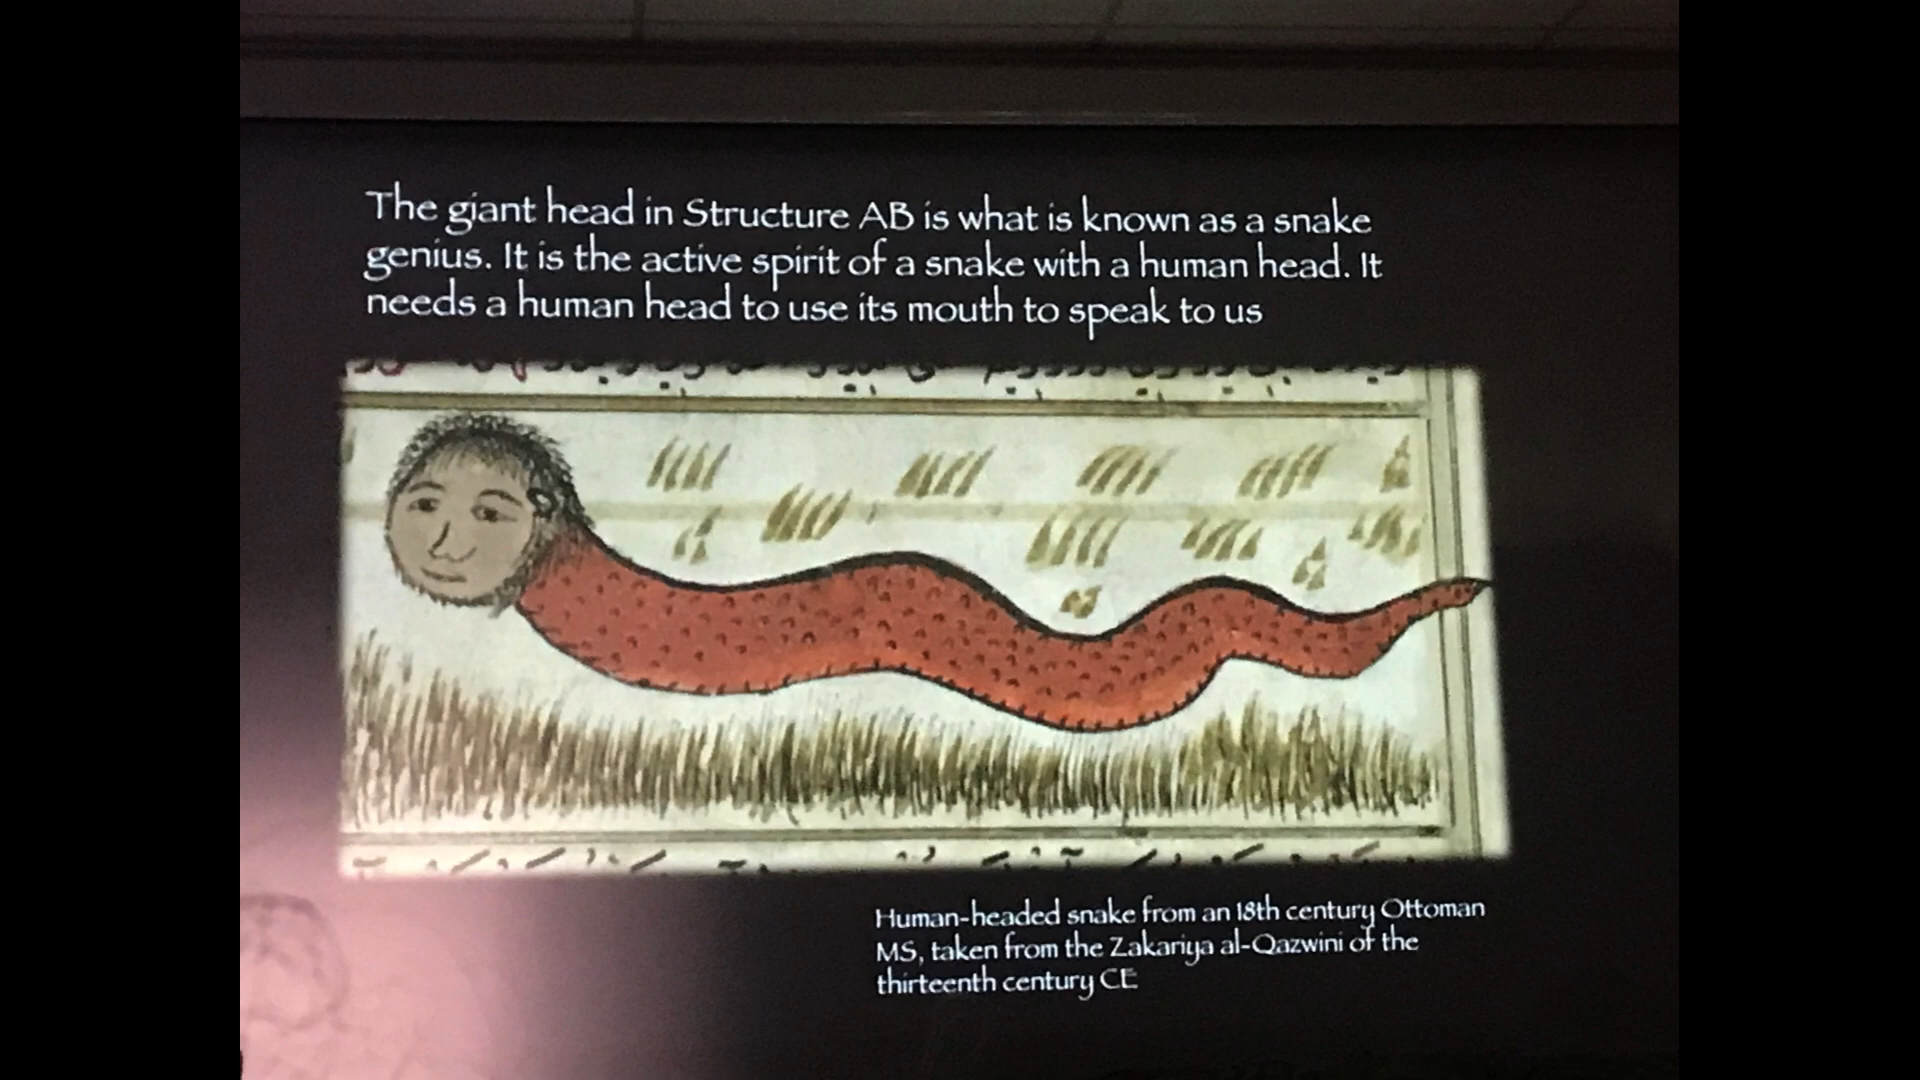 The giant head in Structure AB is what is known as a snake
genius. It is the active spirit of a snake with a human head. It
needs a human head to use its mouth to speak to us
Human-headed snake from an 18th century Ottoman
MS, taken from the Zakariya al-Qazwini of the
thirteenth century CE